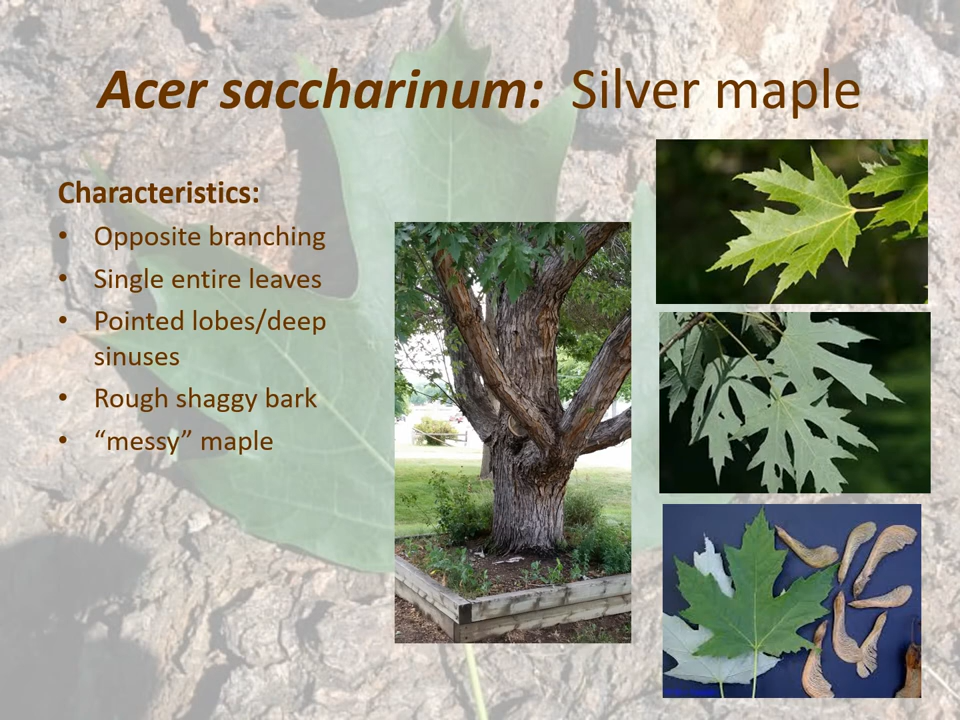 Acer saccharinum: Silver maple
Characteristics:
• Opposite branching
• Single entire leaves
• Pointed lobes/deep
sinuses
• Rough shaggy bark
• “messy” maple